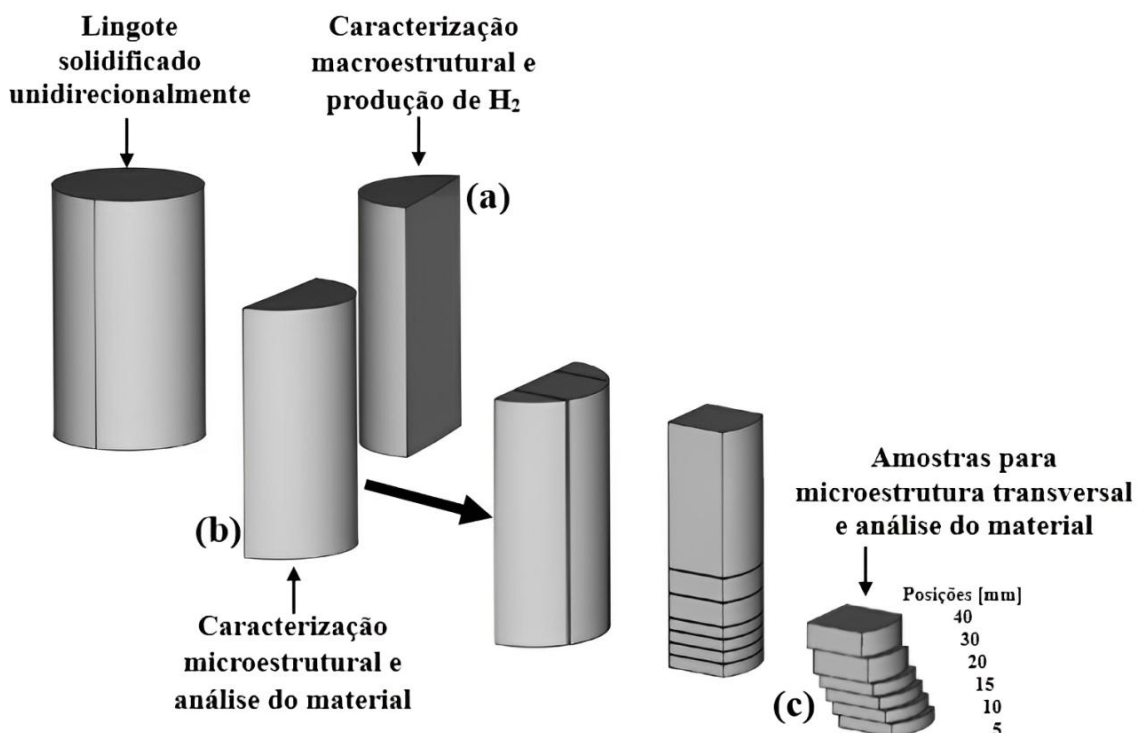 Lingote
solidificado
unidirecionalmente
Caracterização
macroestrutural e
produção de H₂
(a)
(b)
Caracterização
microestrutural e
análise do material
Amostras para
microestrutura transversal
e análise do material
Posições [mm]
40
30
20
15
10
5
(c)